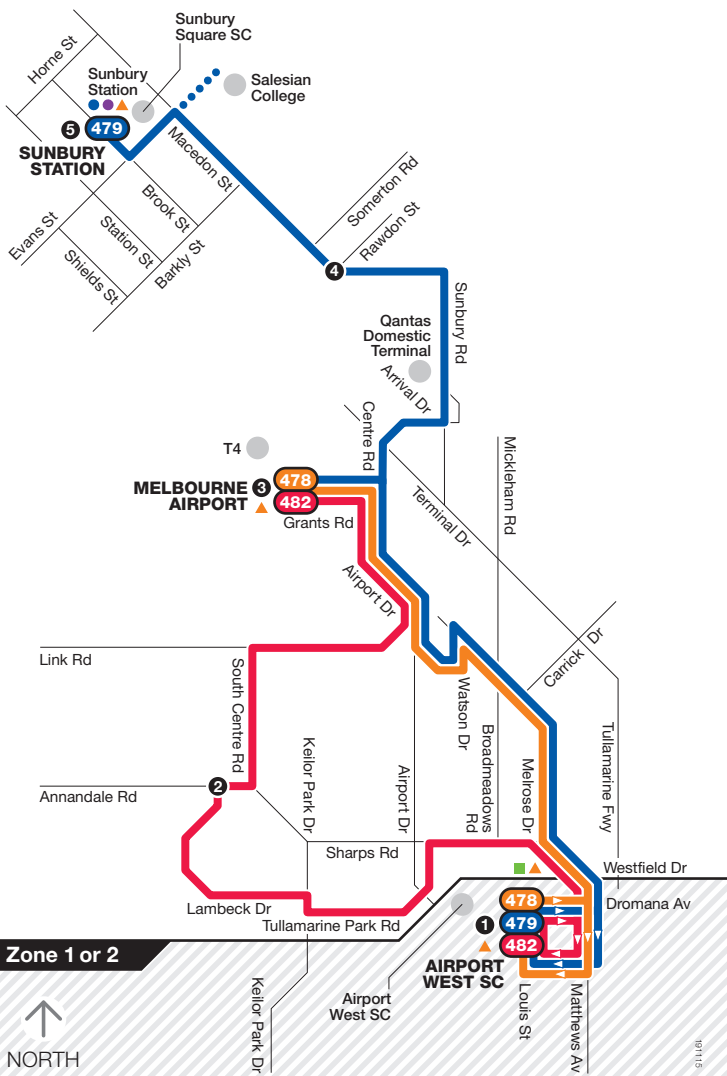 Sunbury
Square SC
Horne St
Sunbury
Station
Salesian
College
5
479
SUNBURY
STATION
Macedon St
Somerton Rd
Brook St
Rawdon St
Station St
Evans St
Barkly St
Shields St
4
Sunbury Rd
Qantas
Domestic
Terminal
Arrival Dr
Centre Rd
T4
Mickleham Rd
MELBOURNE
AIRPORT
3
478
482
Grants Rd
Terminal Dr
Airport Dr
Link Rd
South Centre Rd
Carrick Dr
Watson Dr
Keilor Park Dr
Airport Dr
Broadmeadows
Rd
Melrose Dr
Tullamarine Fwy
2
Annandale Rd
Sharps Rd
Westfield Dr
Lambeck Dr
Tullamarine Park Rd
478
479
482
1
Dromana Av
Zone 1 or 2
AIRPORT
WEST SC
Airport
West SC
Keilor Park Dr
Louis St
Matthews Av
NORTH
191115